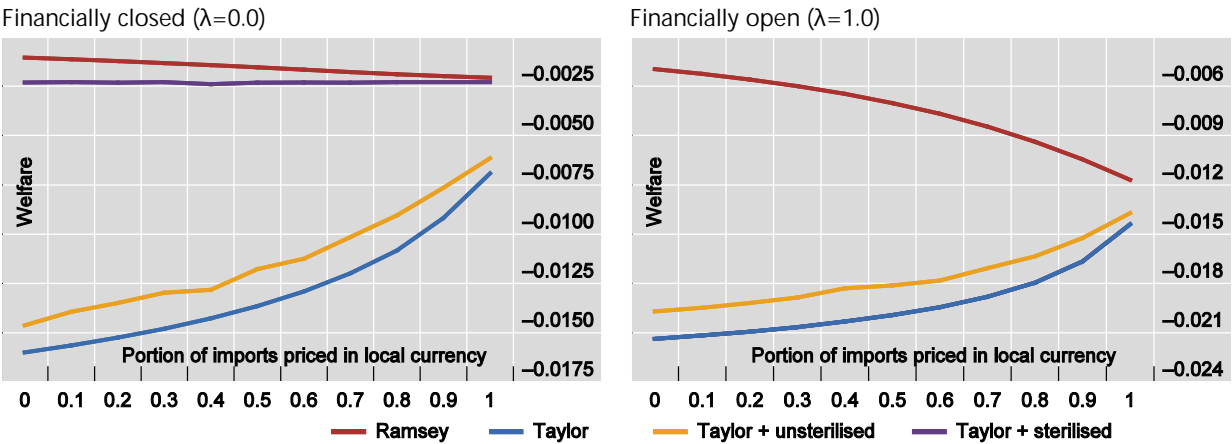 Financially closed (λ=0.0)
Financially open (λ=1.0)
Welfare
–0.0025
–0.0050
–0.0075
–0.0100
–0.0125
–0.0150
–0.0175
Portion of imports priced in local currency
0 0.1 0.2 0.3 0.4 0.5 0.6 0.7 0.8 0.9 1
Welfare
–0.006
–0.009
–0.012
–0.015
–0.018
–0.021
–0.024
Portion of imports priced in local currency
0 0.1 0.2 0.3 0.4 0.5 0.6 0.7 0.8 0.9 1
Ramsey Taylor Taylor + unsterilised Taylor + sterilised